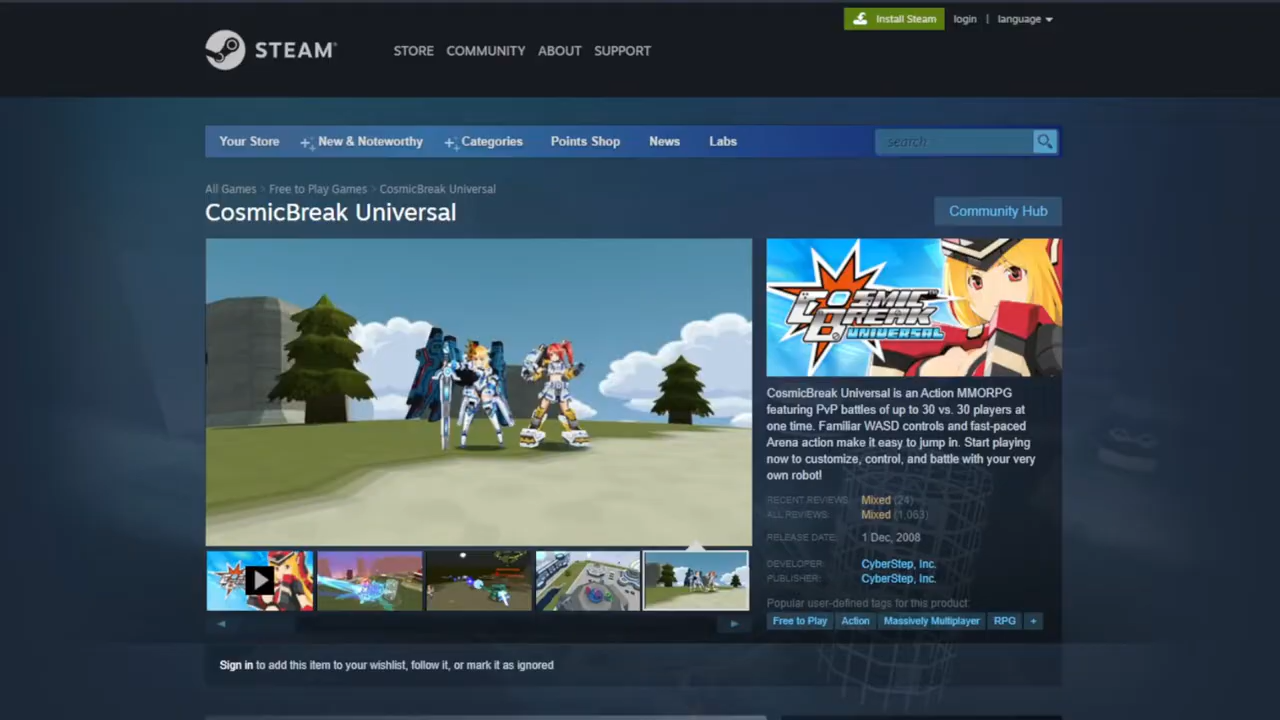 Install Steam
login | language
STEAM®
STORE COMMUNITY ABOUT SUPPORT
Your Store New & Noteworthy Categories Points Shop News Labs
search
All Games > Free to Play Games > CosmicBreak Universal
CosmicBreak Universal
Community Hub
COSMIC
BREAK
UNIVERSAL
CosmicBreak Universal is an Action MMORPG
featuring PvP battles of up to 30 vs. 30 players at
one time. Familiar WASD controls and fast-paced
Arena action make it easy to jump in. Start playing
now to customize, control, and battle with your very
own robot!
RECENT REVIEWS: Mixed (24)
ALL REVIEWS: Mixed (1,063)
RELEASE DATE: 1 Dec, 2008
DEVELOPER: CyberStep, Inc.
PUBLISHER: CyberStep, Inc.
Popular user-defined tags for this product:
Free to Play Action Massively Multiplayer RPG +
Sign in to add this item to your wishlist, follow it, or mark it as ignored